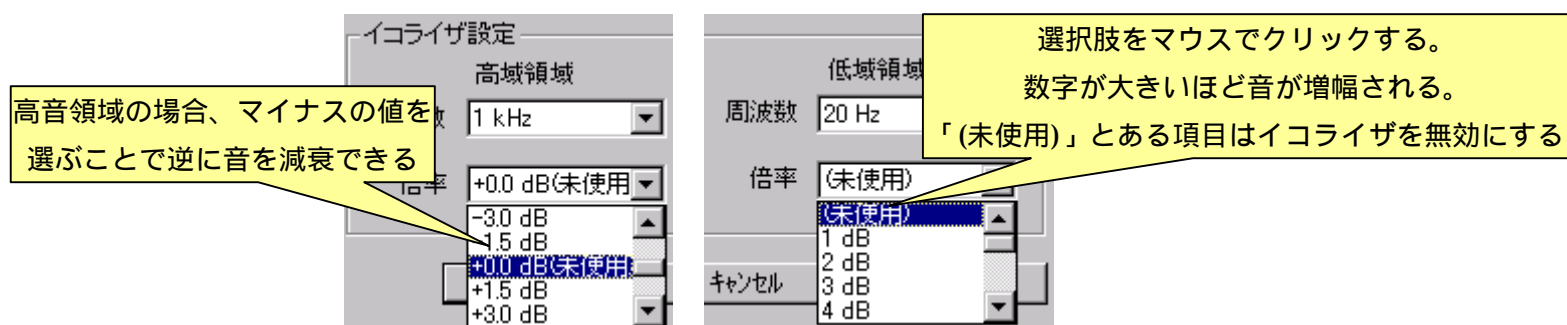 イコライザ設定
高域領域
数
1 kHz
倍率
+0.0 dB(未使用
-3.0 dB
1.5 dB
+0.0 dB(未使用
+1.5 dB
+3.0 dB
高音領域の場合、マイナスの値を
選ぶことで逆に音を減衰できる
低域領域
周波数
20 Hz
倍率
(未使用)
(未使用)
1 dB
2 dB
3 dB
4 dB
キャンセル
選択肢をマウスでクリックする。
数字が大きいほど音が増幅される。
「(未使用)」とある項目はイコライザを無効にする